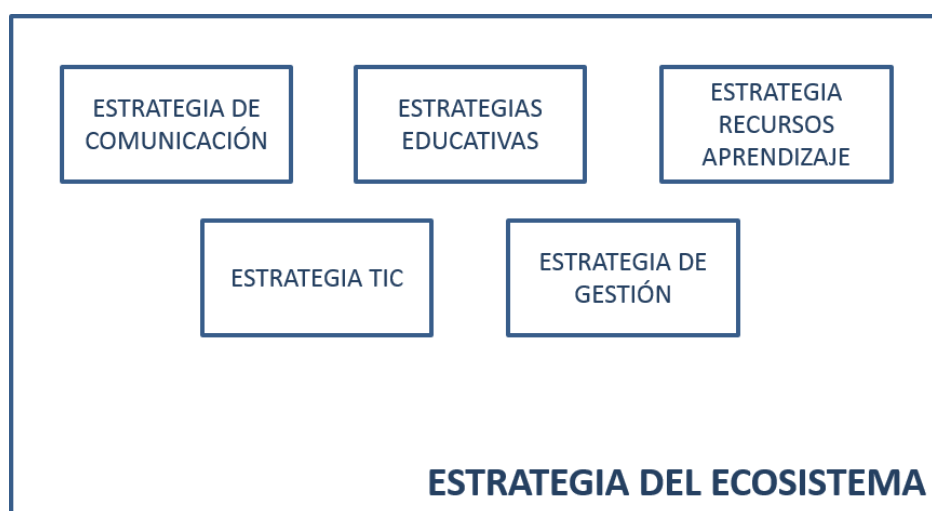 ESTRATEGIA DE
COMUNICACIÓN
ESTRATEGIAS
EDUCATIVAS
ESTRATEGIA
RECURSOS
APRENDIZAJE
ESTRATEGIA TIC
ESTRATEGIA DE
GESTIÓN
ESTRATEGIA DEL ECOSISTEMA